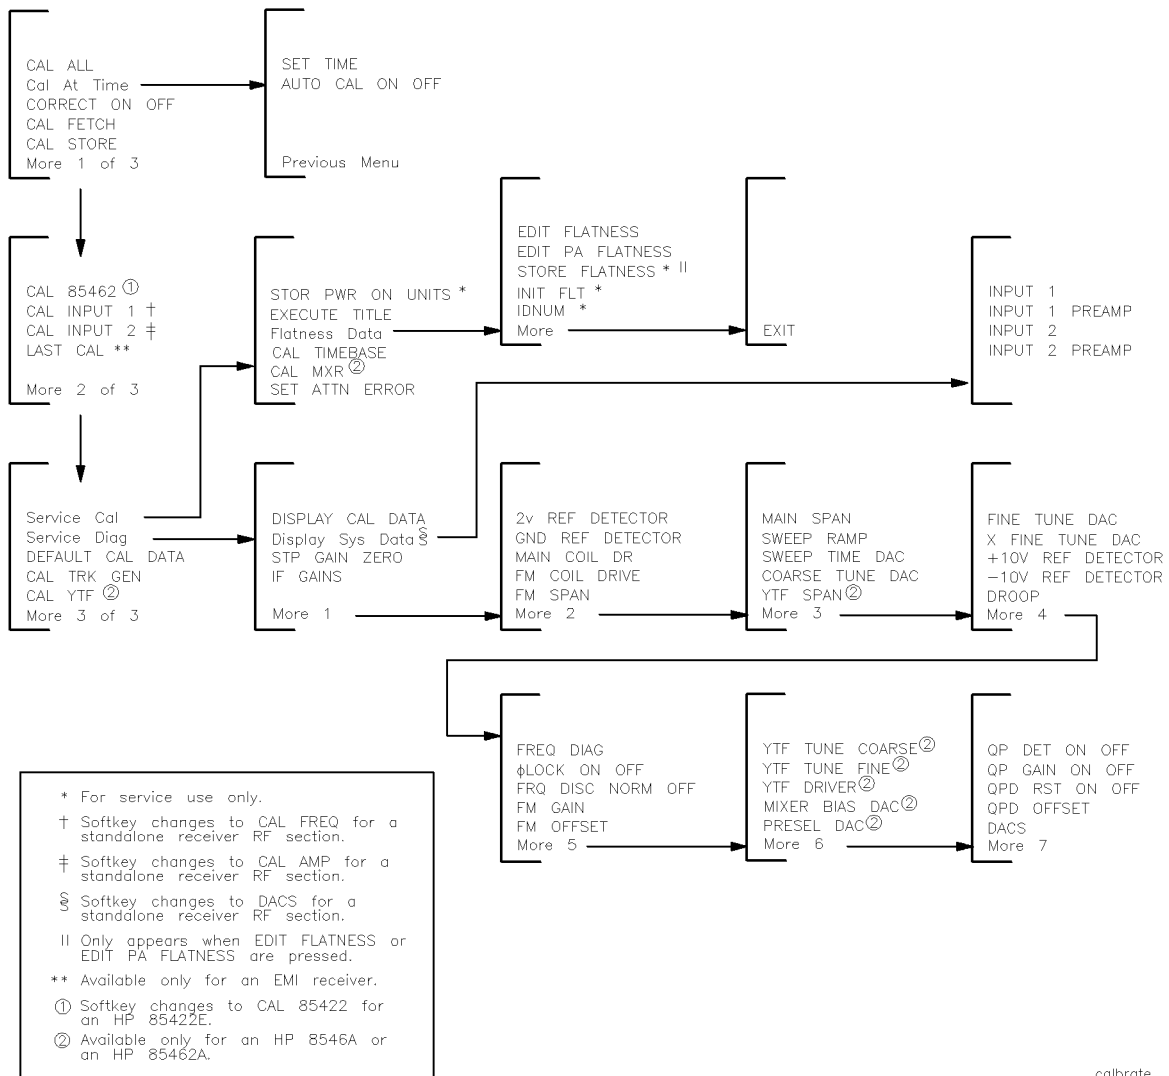 CAL ALL
Cal At Time
CORRECT ON OFF
CAL FETCH
CAL STORE
More 1 of 3
SET TIME
AUTO CAL ON OFF
Previous Menu
CAL 85462 ①
CAL INPUT 1 †
CAL INPUT 2 ‡
LAST CAL **
More 2 of 3
STOR PWR ON UNITS *
EXECUTE TITLE
Flatness Data
CAL TIMEBASE
CAL MXR ②
SET ATTN ERROR
EDIT FLATNESS
EDIT PA FLATNESS
STORE FLATNESS * ||
INIT FLT *
IDNUM *
More
EXIT
INPUT 1
INPUT 1 PREAMP
INPUT 2
INPUT 2 PREAMP
Service Cal
Service Diag
DEFAULT CAL DATA
CAL TRK GEN
CAL YTF ②
More 3 of 3
DISPLAY CAL DATA
Display Sys Data §
STP GAIN ZERO
IF GAINS
More 1
2v REF DETECTOR
GND REF DETECTOR
MAIN COIL DR
FM COIL DRIVE
FM SPAN
More 2
MAIN SPAN
SWEEP RAMP
SWEEP TIME DAC
COARSE TUNE DAC
YTF SPAN ②
More 3
FINE TUNE DAC
X FINE TUNE DAC
+10V REF DETECTOR
-10V REF DETECTOR
DROOP
More 4
FREQ DIAG
ϕLOCK ON OFF
FRQ DISC NORM OFF
FM GAIN
FM OFFSET
More 5
YTF TUNE COARSE ②
YTF TUNE FINE ②
YTF DRIVER ②
MIXER BIAS DAC ②
PRESEL DAC ②
More 6
QP DET ON OFF
QP GAIN ON OFF
QPD RST ON OFF
QPD OFFSET
DACS
More 7
* For service use only.
† Softkey changes to CAL FREQ for a
standalone receiver RF section.
‡ Softkey changes to CAL AMP for a
standalone receiver RF section.
§ Softkey changes to DACS for a
standalone receiver RF section.
|| Only appears when EDIT FLATNESS or
EDIT PA FLATNESS are pressed.
** Available only for an EMI receiver.
① Softkey changes to CAL 85422 for
an HP 85422E.
② Available only for an HP 8546A or
an HP 85462A.
calbrate